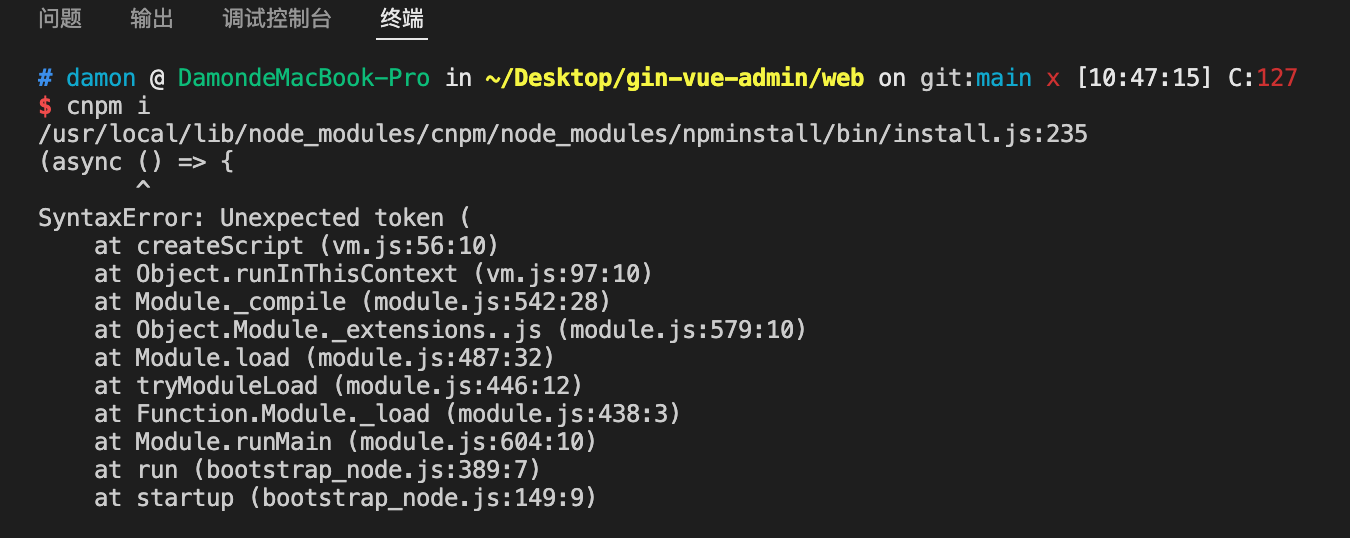 问题 输出 调试控制台 终端
# damon @ DamondeMacBook-Pro in ~/Desktop/gin-vue-admin/web on git:main x [10:47:15] C:127
$ cnpm i
/usr/local/lib/node_modules/cnpm/node_modules/npminstall/bin/install.js:235
(async () => {
       ^
SyntaxError: Unexpected token (
    at createScript (vm.js:56:10)
    at Object.runInThisContext (vm.js:97:10)
    at Module._compile (module.js:542:28)
    at Object.Module._extensions..js (module.js:579:10)
    at Module.load (module.js:487:32)
    at tryModuleLoad (module.js:446:12)
    at Function.Module._load (module.js:438:3)
    at Module.runMain (module.js:604:10)
    at run (bootstrap_node.js:389:7)
    at startup (bootstrap_node.js:149:9)